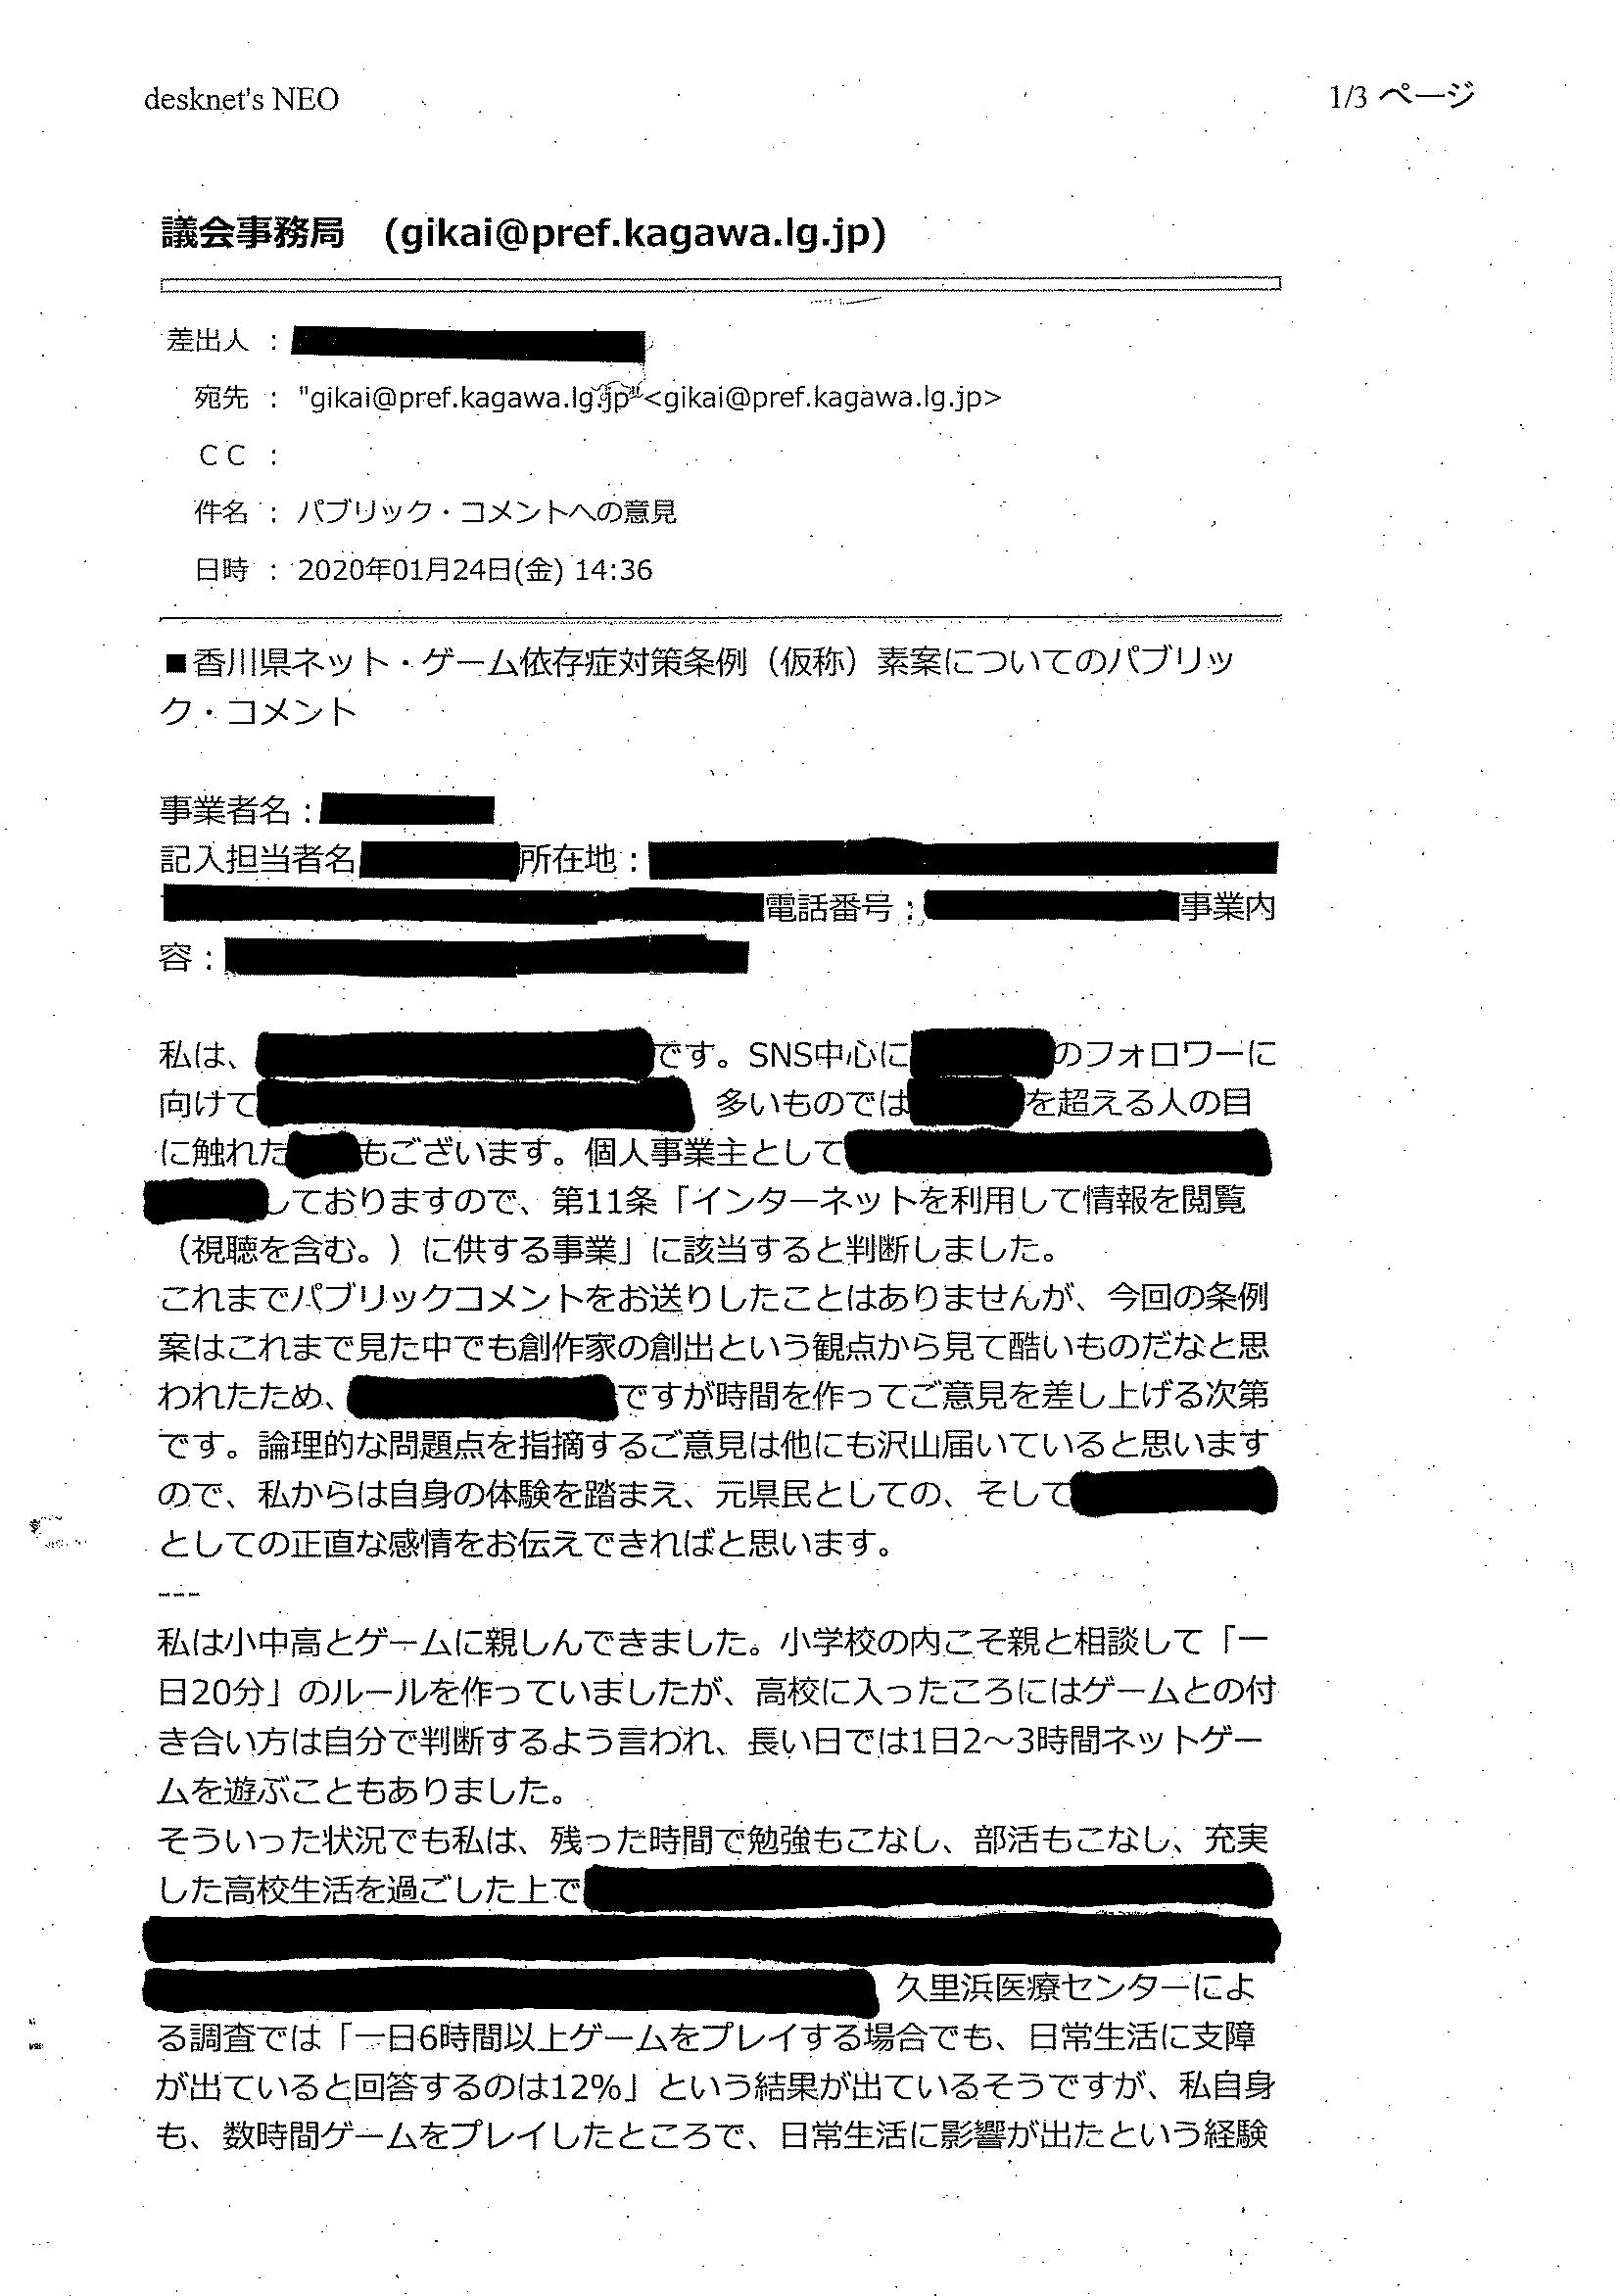 desknet's NEO
1/3 ページ
議会事務局 (gikai@pref.kagawa.lg.jp)
差出人 :
宛先 : "gikai@pref.kagawa.lg.jp"<gikai@pref.kagawa.lg.jp>
ＣＣ :
件名 : パブリック・コメントへの意見
日時 : 2020年01月24日(金) 14:36
■香川県ネット・ゲーム依存症対策条例（仮称）素案についてのパブリッ
ク・コメント
事業者名：
記入担当者名 所在地：
電話番号： 事業内
容：
私は、 です。SNS中心に のフォロワーに
向けて 多いものでは を超える人の目
に触れた もございます。個人事業主として
しておりますので、第11条「インターネットを利用して情報を閲覧
（視聴を含む。）に供する事業」に該当すると判断しました。
これまでパブリックコメントをお送りしたことはありませんが、今回の条例
案はこれまで見た中でも創作家の創出という観点から見て酷いものだなと思
われたため、 ですが時間を作ってご意見を差し上げる次第
です。論理的な問題点を指摘するご意見は他にも沢山届いていると思います
ので、私からは自身の体験を踏まえ、元県民としての、そして
としての正直な感情をお伝えできればと思います。
---
私は小中高とゲームに親しんできました。小学校の内こそ親と相談して「一
日20分」のルールを作っていましたが、高校に入ったころにはゲームとの付
き合い方は自分で判断するよう言われ、長い日では1日2～3時間ネットゲー
ムを遊ぶこともありました。
そういった状況でも私は、残った時間で勉強もこなし、部活もこなし、充実
した高校生活を過ごした上で
久里浜医療センターによ
る調査では「一日6時間以上ゲームをプレイする場合でも、日常生活に支障
が出ていると回答するのは12%」という結果が出ているそうですが、私自身
も、数時間ゲームをプレイしたところで、日常生活に影響が出たという経験